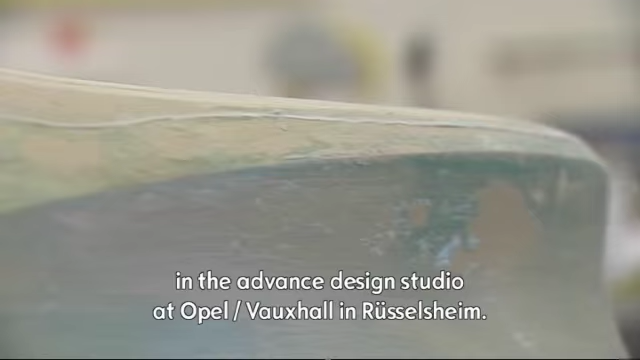 in the advance design studio
at Opel / Vauxhall in Rüsselsheim.